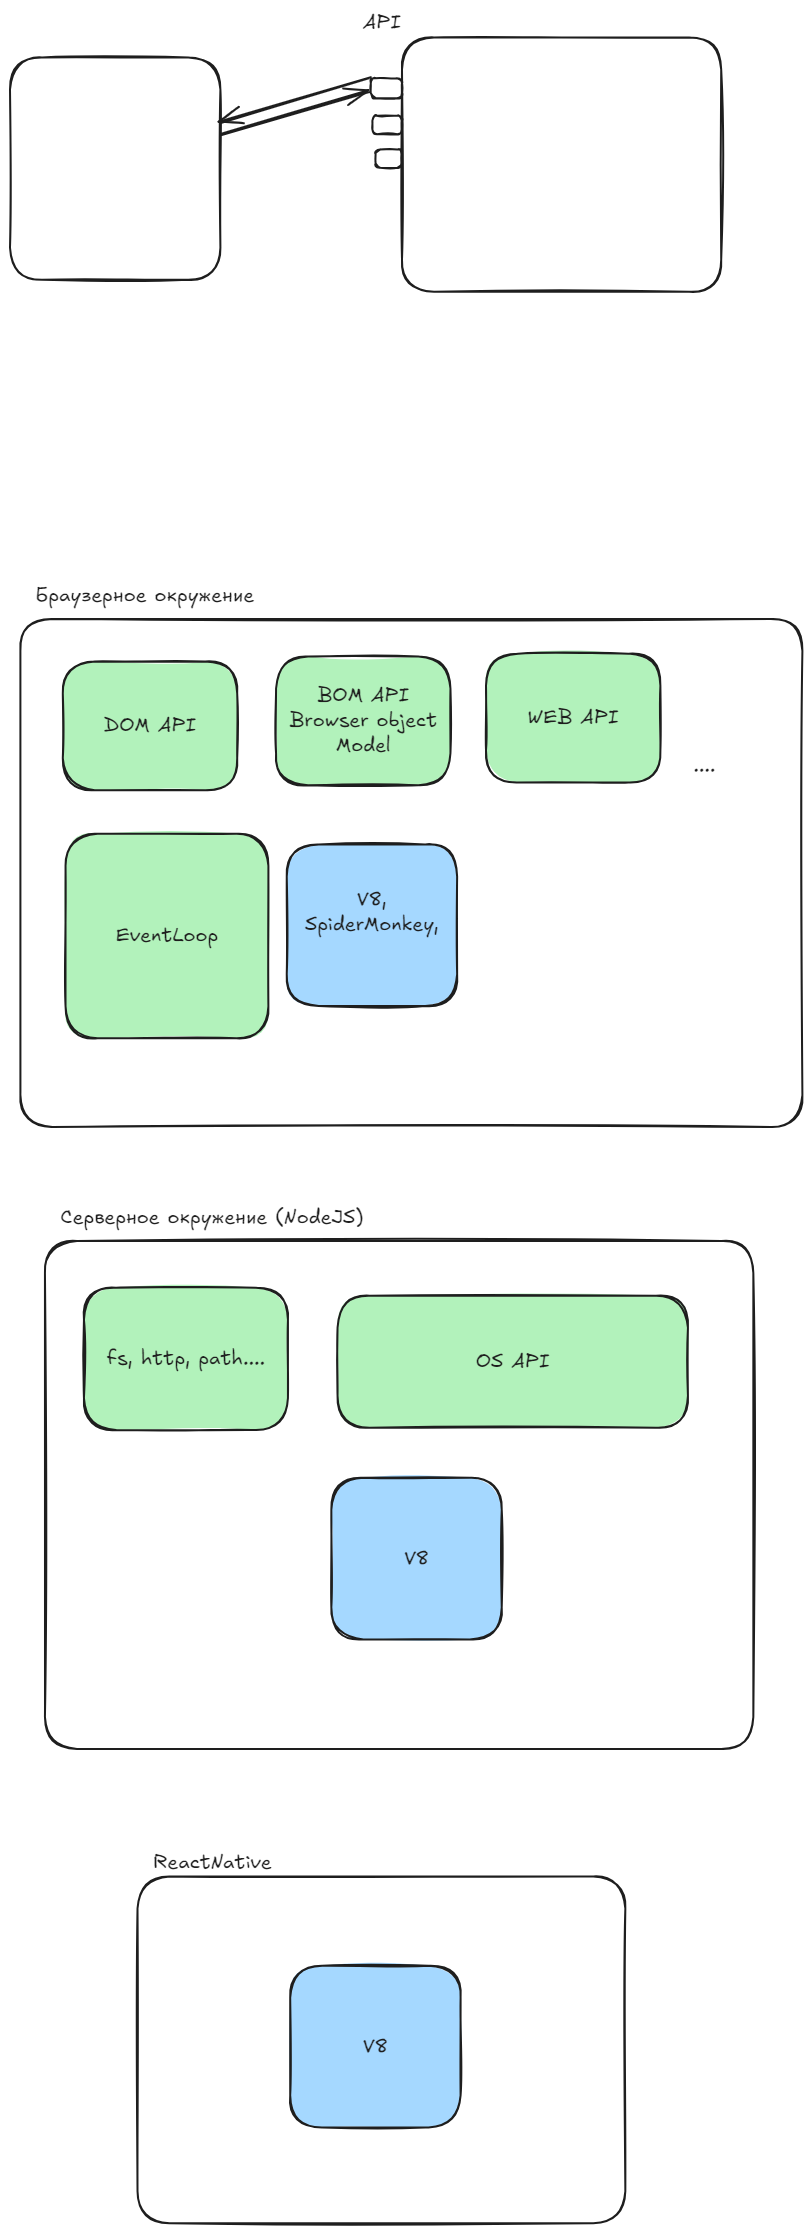 API
Браузерное окружение
DOM API
BOM API
Browser object
Model
WEB API
....
EventLoop
V8,
SpiderMonkey,
Серверное окружение (NodeJS)
fs, http, path....
OS API
V8
ReactNative
V8